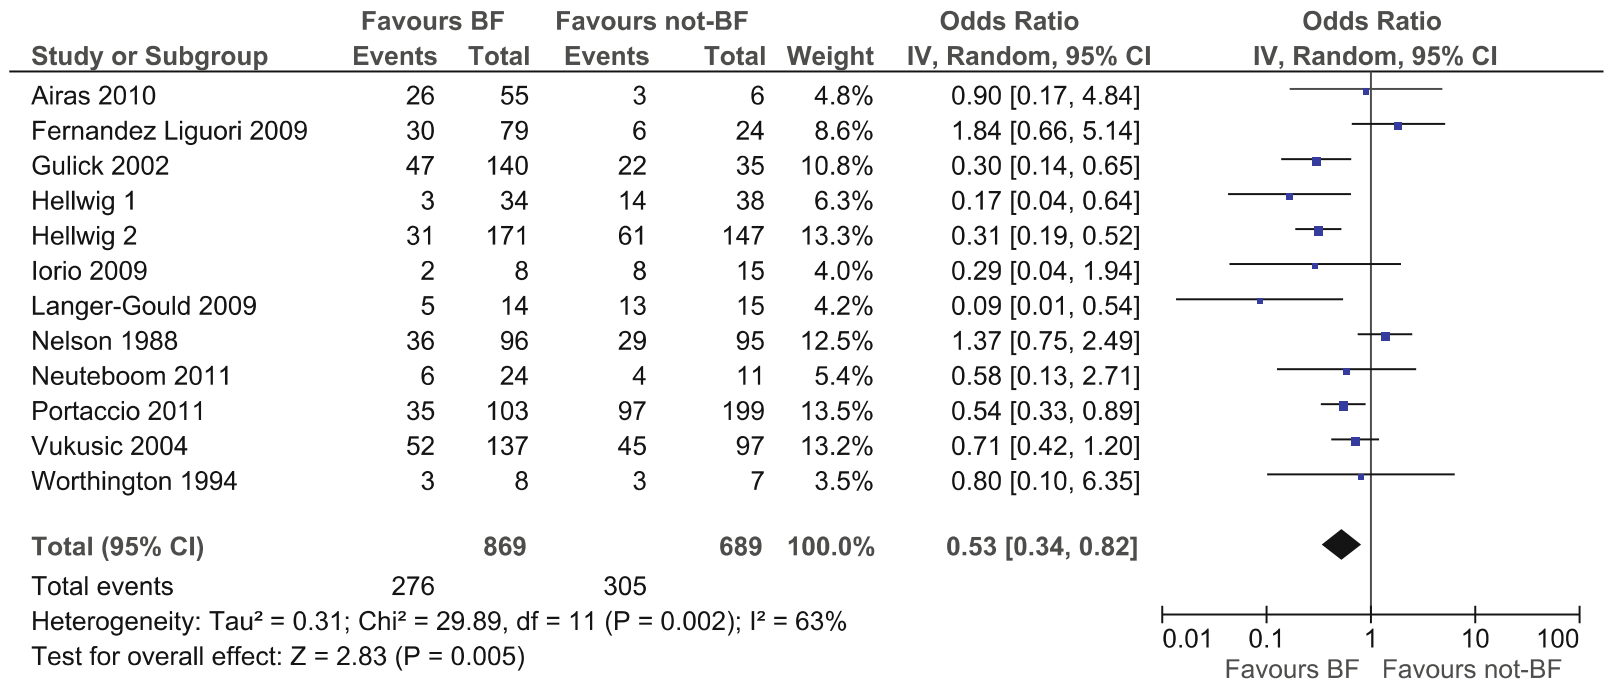 Favours BF Favours not-BF Odds Ratio Odds Ratio
Study or Subgroup Events Total Events Total Weight IV, Random, 95% CI IV, Random, 95% CI
Airas 2010 26 55 3 6 4.8% 0.90 [0.17, 4.84]
Fernandez Liguori 2009 30 79 6 24 8.6% 1.84 [0.66, 5.14]
Gulick 2002 47 140 22 35 10.8% 0.30 [0.14, 0.65]
Hellwig 1 3 34 14 38 6.3% 0.17 [0.04, 0.64]
Hellwig 2 31 171 61 147 13.3% 0.31 [0.19, 0.52]
Iorio 2009 2 8 8 15 4.0% 0.29 [0.04, 1.94]
Langer-Gould 2009 5 14 13 15 4.2% 0.09 [0.01, 0.54]
Nelson 1988 36 96 29 95 12.5% 1.37 [0.75, 2.49]
Neuteboom 2011 6 24 4 11 5.4% 0.58 [0.13, 2.71]
Portaccio 2011 35 103 97 199 13.5% 0.54 [0.33, 0.89]
Vukusic 2004 52 137 45 97 13.2% 0.71 [0.42, 1.20]
Worthington 1994 3 8 3 7 3.5% 0.80 [0.10, 6.35]
Total (95% CI) 869 689 100.0% 0.53 [0.34, 0.82]
Total events 276 305
Heterogeneity: Tau² = 0.31; Chi² = 29.89, df = 11 (P = 0.002); I² = 63%
Test for overall effect: Z = 2.83 (P = 0.005)
0.01 0.1 1 10 100
Favours BF Favours not-BF